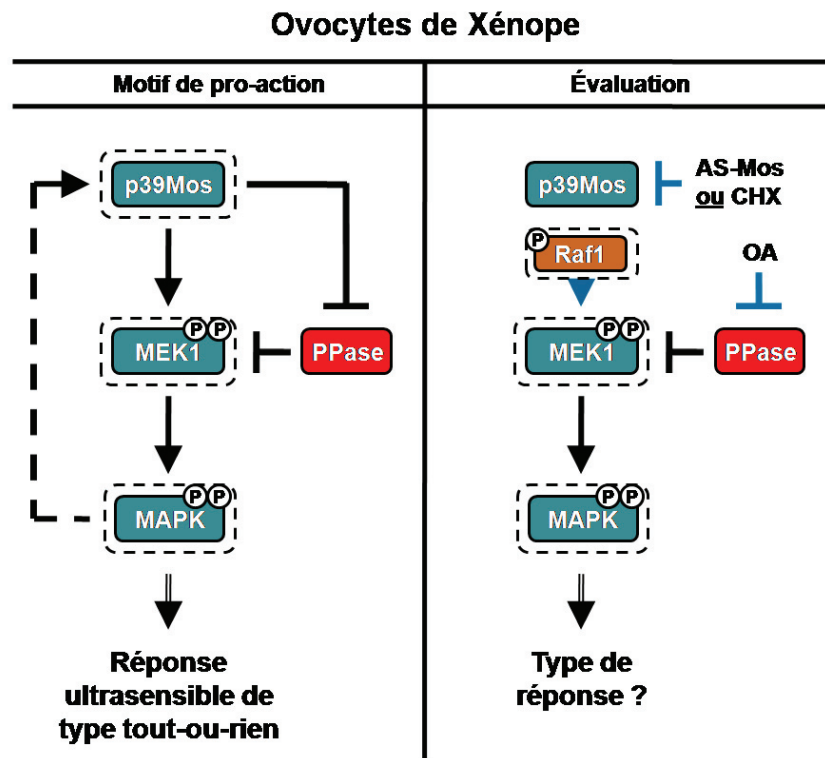 Ovocytes de Xénope
Motif de pro-action
Évaluation
p39Mos
P P
MEK1
PPase
P P
MAPK
Réponse
ultrasensible de
type tout-ou-rien
p39Mos
AS-Mos
ou CHX
P
Raf1
OA
P P
MEK1
PPase
P P
MAPK
Type de
réponse ?